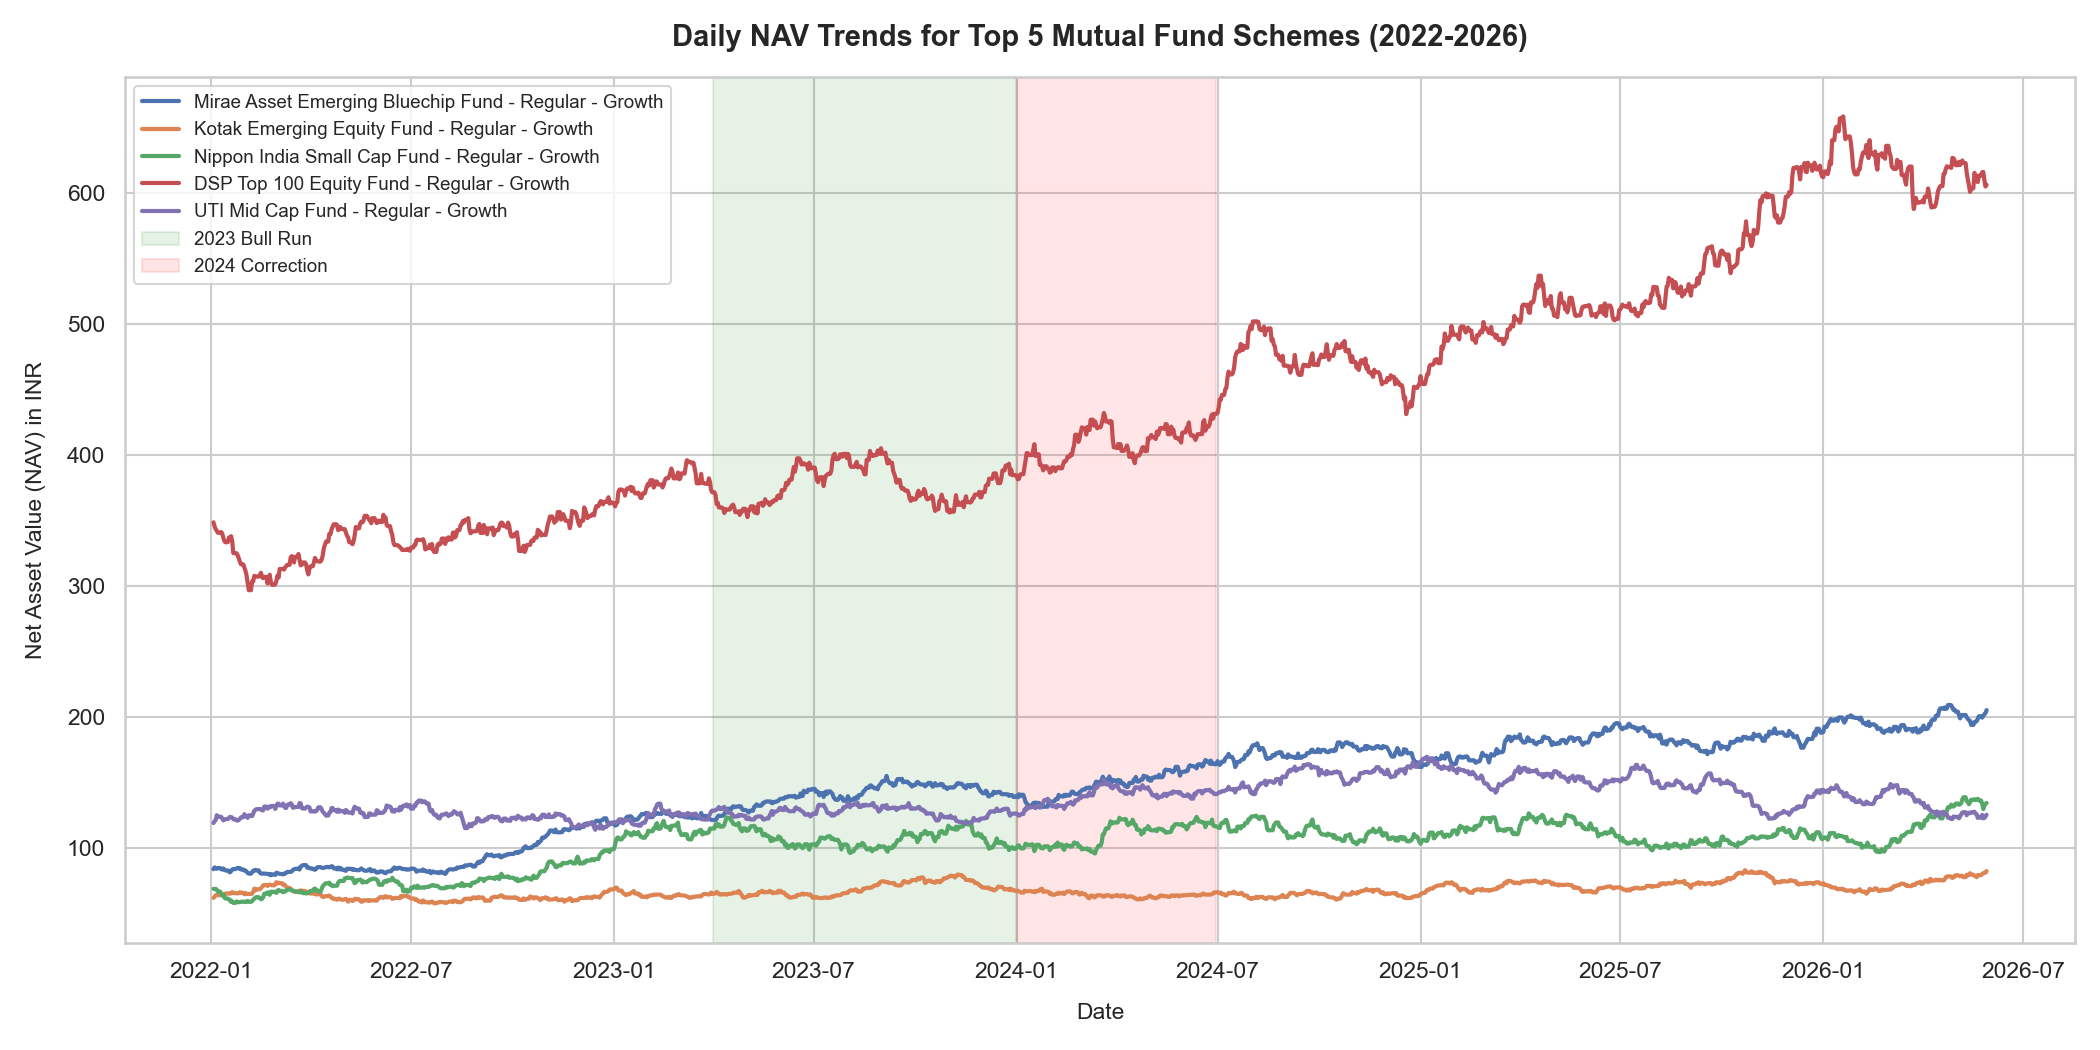 Daily NAV Trends for Top 5 Mutual Fund Schemes (2022-2026)
Mirae Asset Emerging Bluechip Fund - Regular - Growth
Kotak Emerging Equity Fund - Regular - Growth
Nippon India Small Cap Fund - Regular - Growth
DSP Top 100 Equity Fund - Regular - Growth
UTI Mid Cap Fund - Regular - Growth
2023 Bull Run
2024 Correction
Net Asset Value (NAV) in INR
600
500
400
300
200
100
2022-01 2022-07 2023-01 2023-07 2024-01 2024-07 2025-01 2025-07 2026-01 2026-07
Date